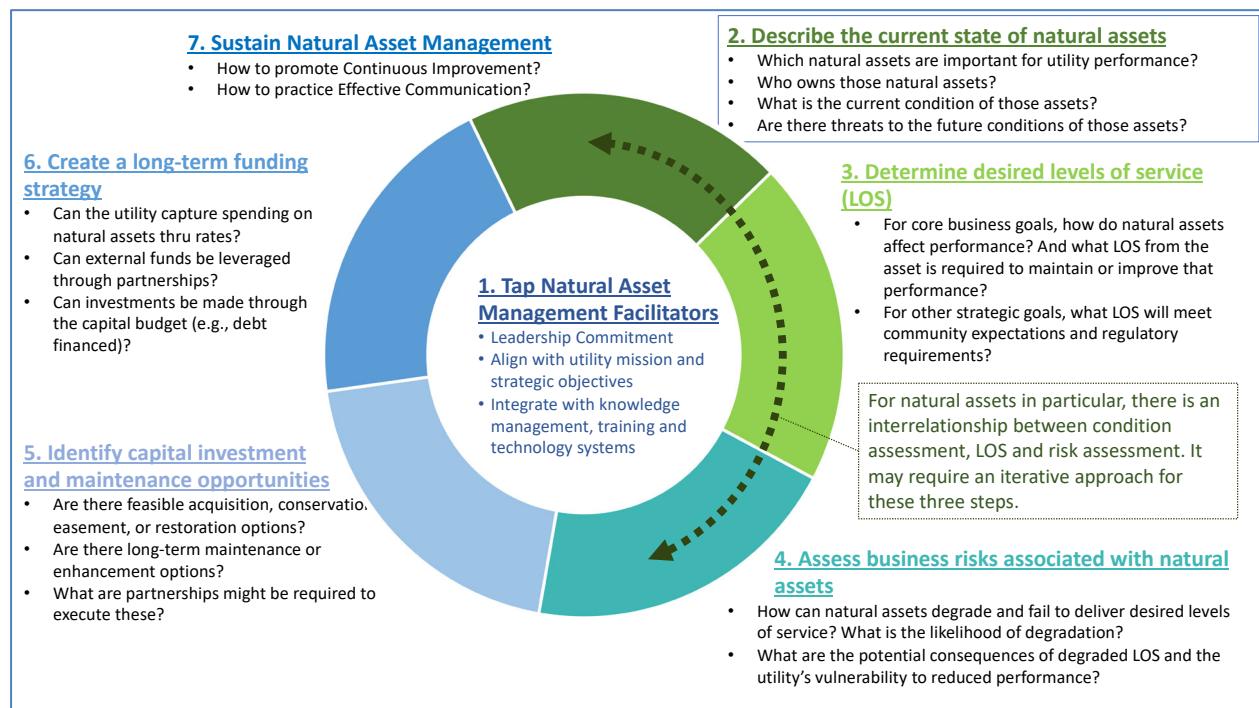 7. Sustain Natural Asset Management
• How to promote Continuous Improvement?
• How to practice Effective Communication?
2. Describe the current state of natural assets
• Which natural assets are important for utility performance?
• Who owns those natural assets?
• What is the current condition of those assets?
• Are there threats to the future conditions of those assets?
6. Create a long-term funding
strategy
• Can the utility capture spending on
natural assets thru rates?
• Can external funds be leveraged
through partnerships?
• Can investments be made through
the capital budget (e.g., debt
financed)?
3. Determine desired levels of service
(LOS)
• For core business goals, how do natural assets
affect performance? And what LOS from the
asset is required to maintain or improve that
performance?
• For other strategic goals, what LOS will meet
community expectations and regulatory
requirements?
1. Tap Natural Asset
Management Facilitators
• Leadership Commitment
• Align with utility mission and
strategic objectives
• Integrate with knowledge
management, training and
technology systems
For natural assets in particular, there is an
interrelationship between condition
assessment, LOS and risk assessment. It
may require an iterative approach for
these three steps.
5. Identify capital investment
and maintenance opportunities
• Are there feasible acquisition, conservation
easement, or restoration options?
• Are there long-term maintenance or
enhancement options?
• What are partnerships might be required to
execute these?
4. Assess business risks associated with natural
assets
• How can natural assets degrade and fail to deliver desired levels
of service? What is the likelihood of degradation?
• What are the potential consequences of degraded LOS and the
utility's vulnerability to reduced performance?